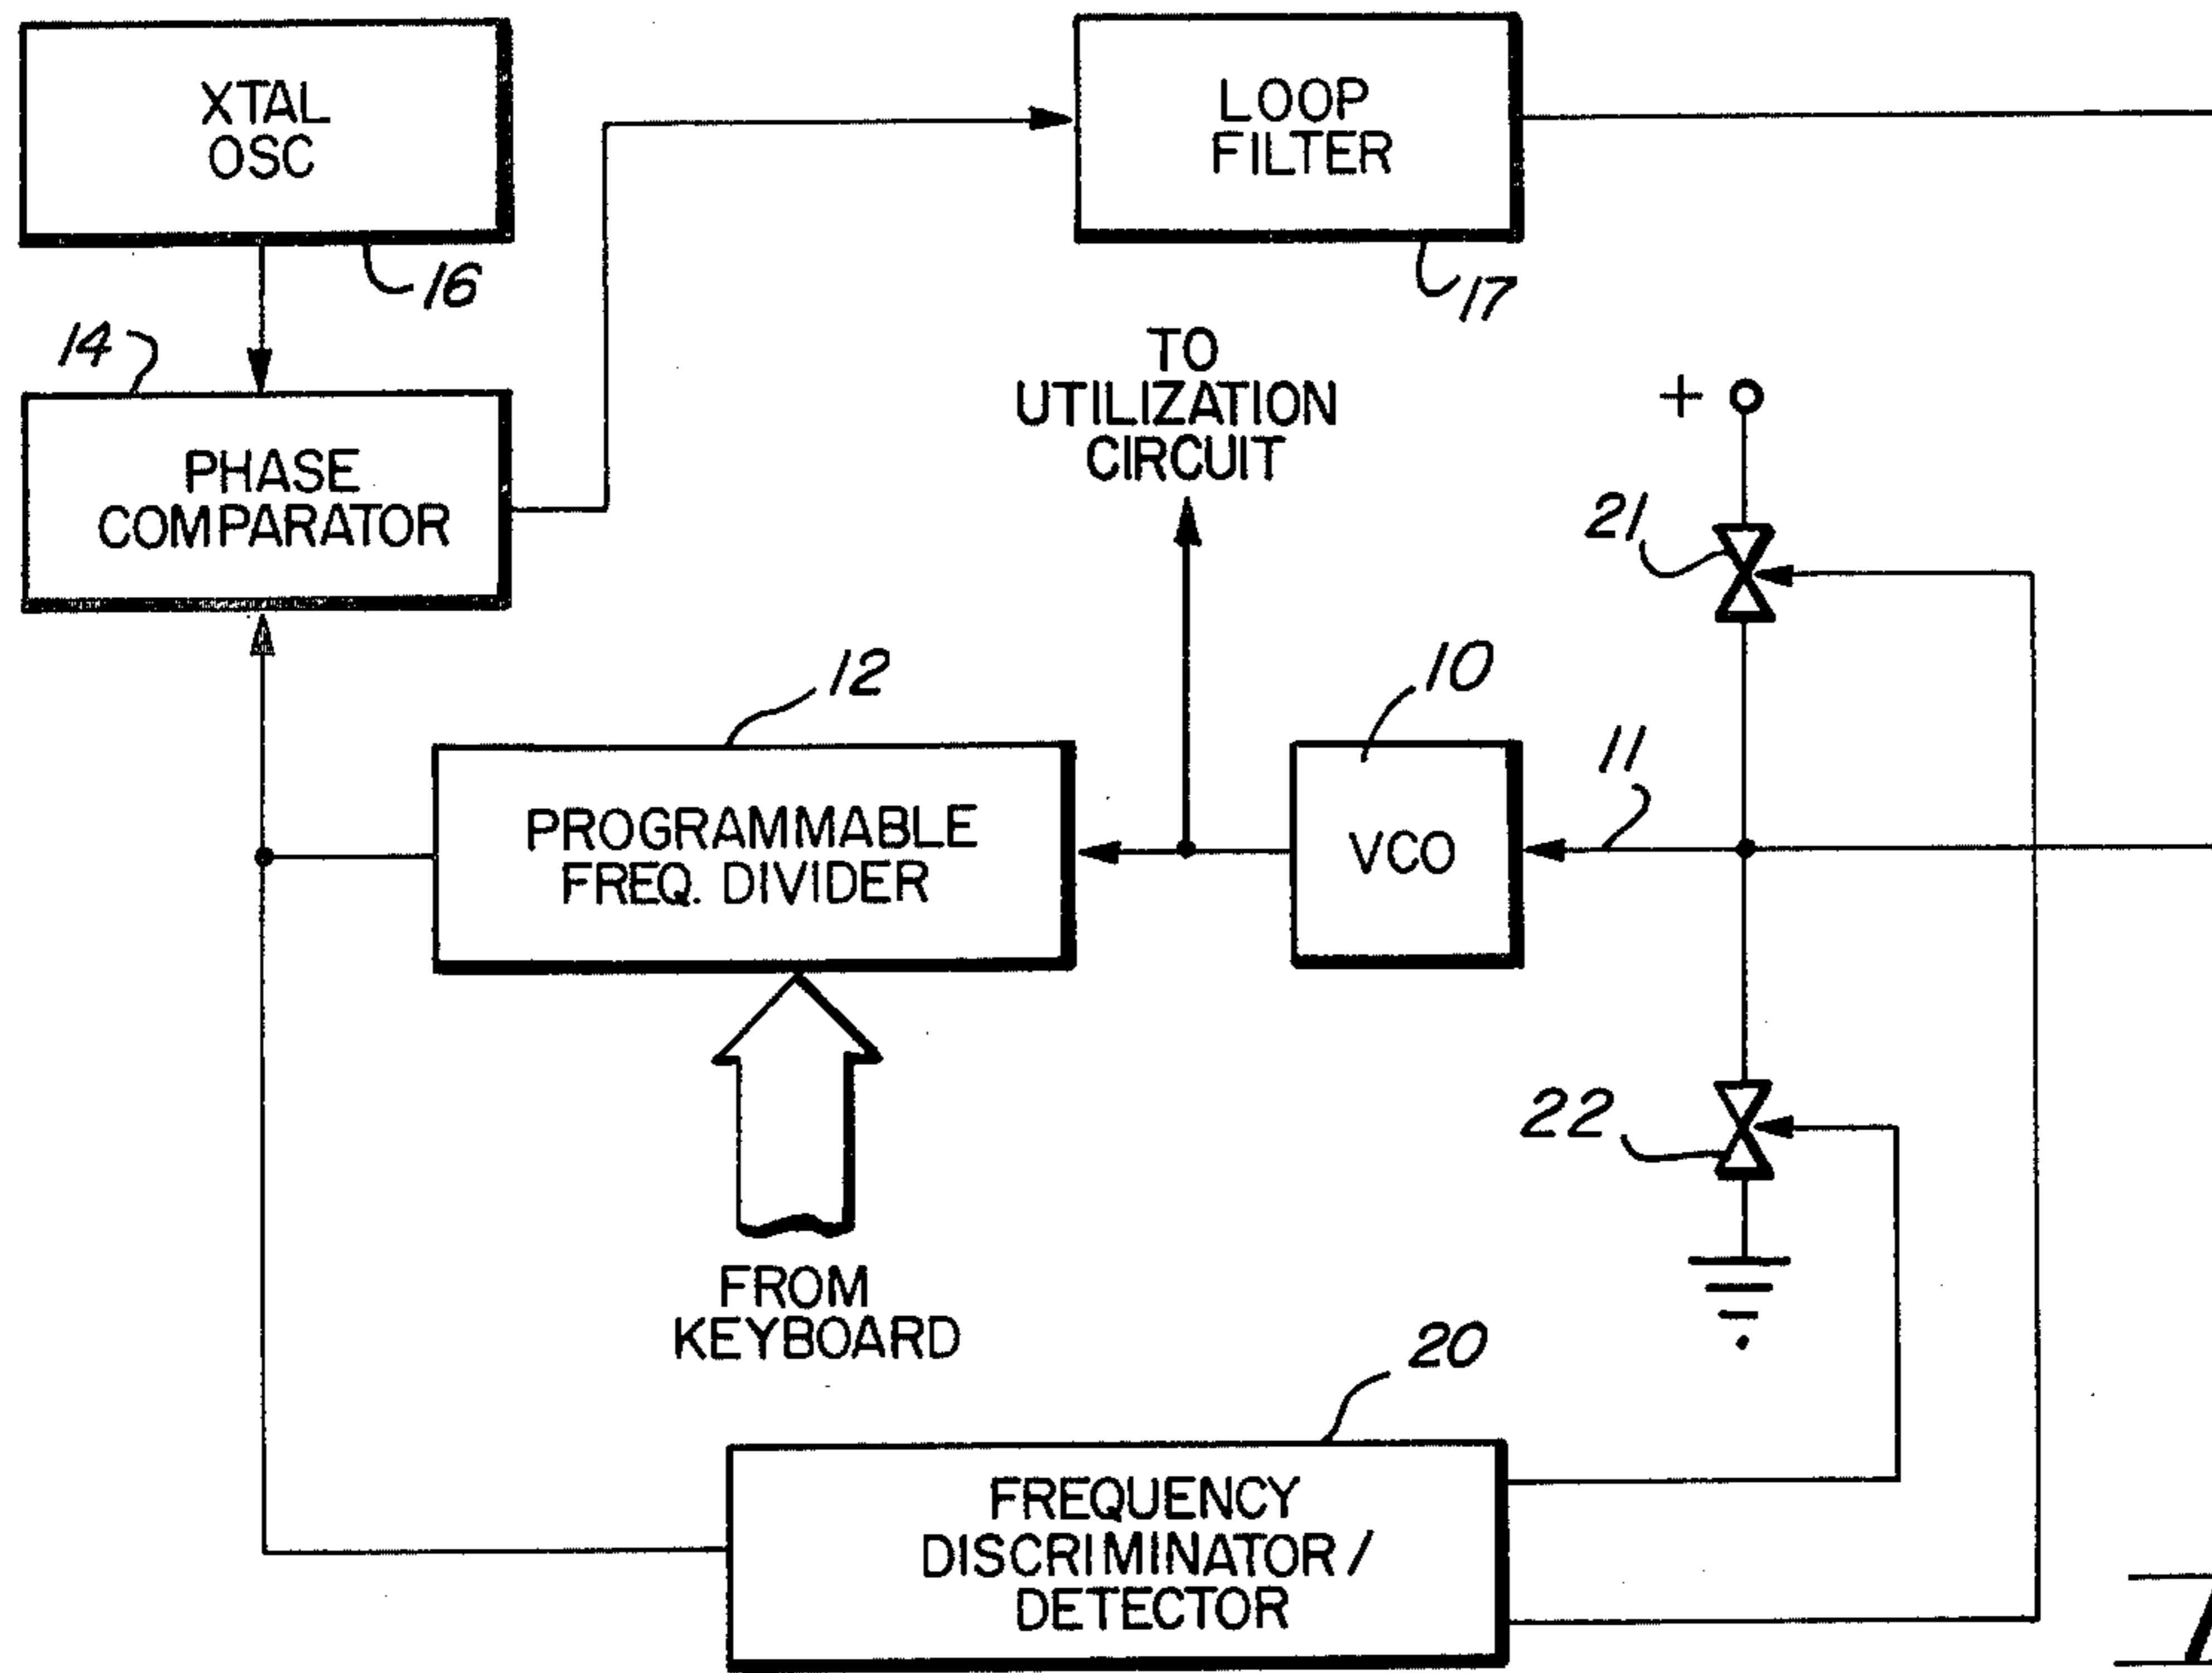 XTAL
OSC
16
LOOP
FILTER
17
14
PHASE
COMPARATOR
TO
UTILIZATION
CIRCUIT
+
21
12
10
11
PROGRAMMABLE
FREQ. DIVIDER
VCO
22
FROM
KEYBOARD
20
FREQUENCY
DISCRIMINATOR/
DETECTOR